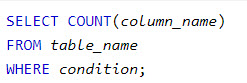 SELECT COUNT(column_name)
FROM table_name
WHERE condition;